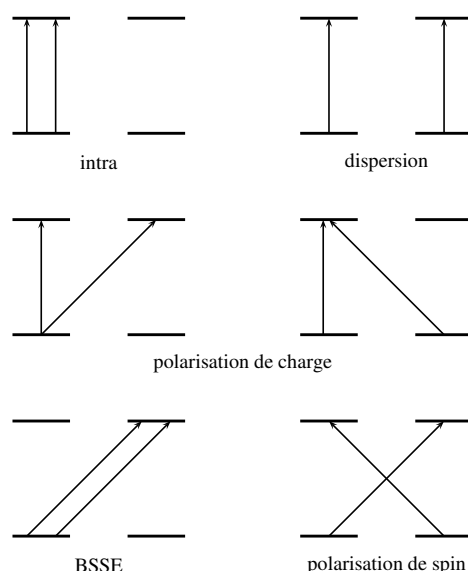 intra
dispersion
polarisation de charge
BSSE
polarisation de spin